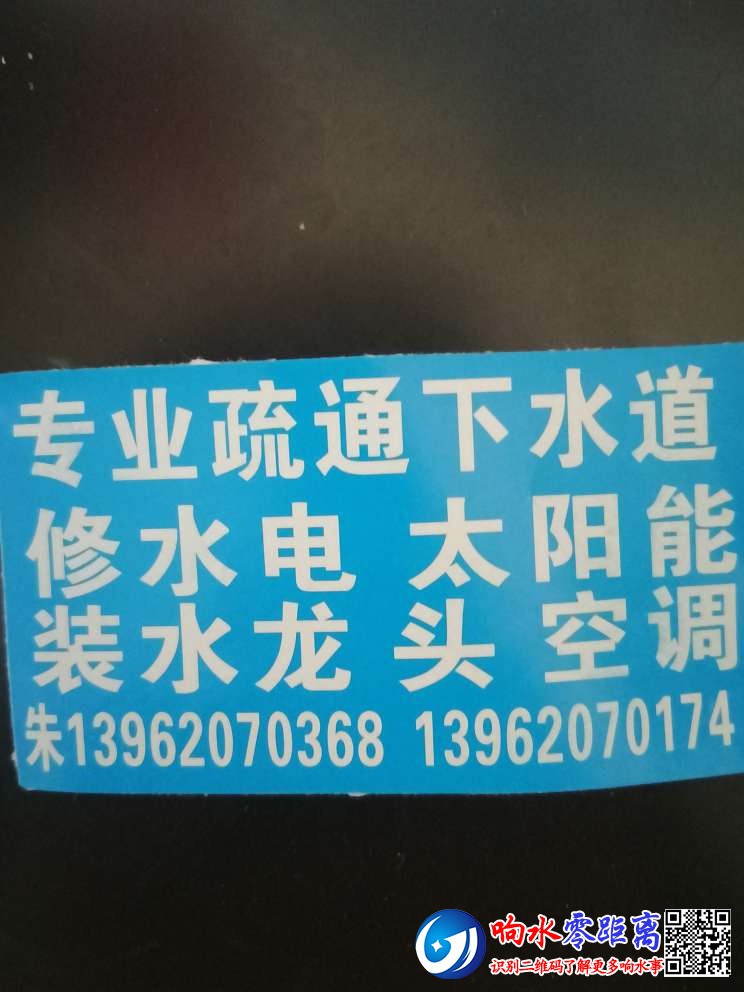 专业疏通下水道
修水电 太阳能
装水龙头 空调
朱13962070368 13962070174
响水零距离
识别二维码了解更多响水事